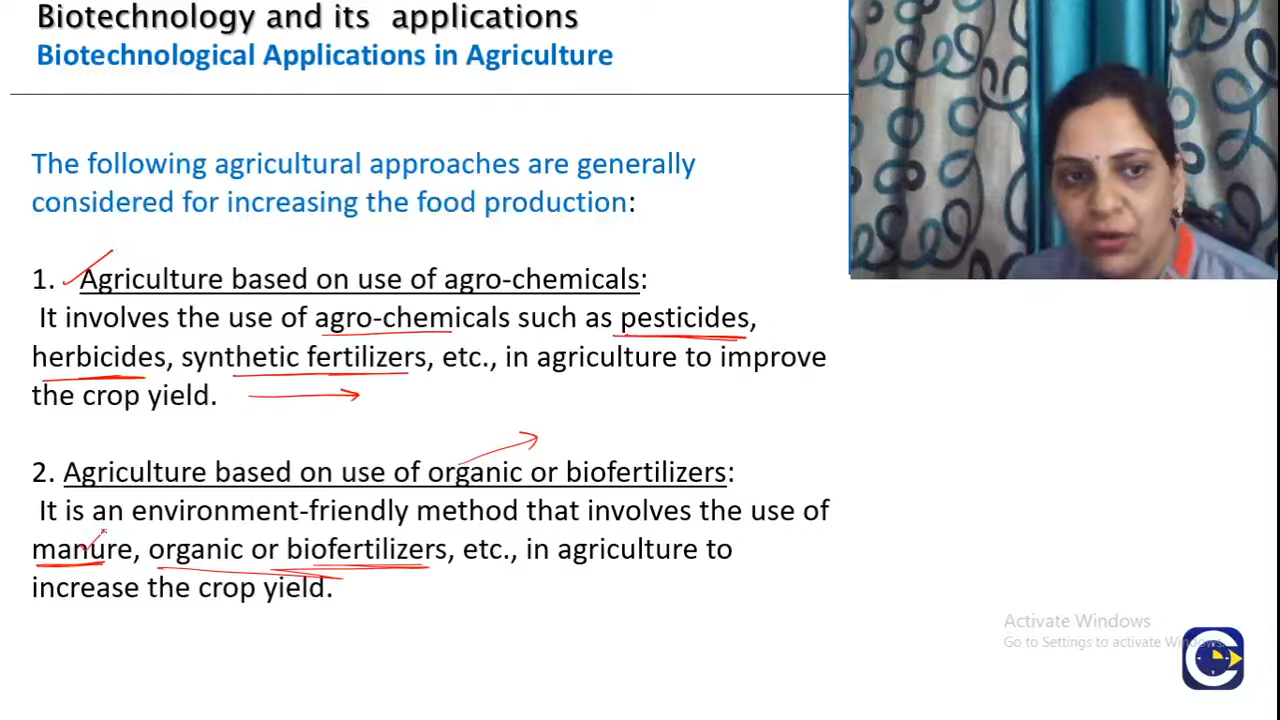 Biotechnology and its applications
Biotechnological Applications in Agriculture
The following agricultural approaches are generally
considered for increasing the food production:
1. Agriculture based on use of agro-chemicals:
It involves the use of agro-chemicals such as pesticides,
herbicides, synthetic fertilizers, etc., in agriculture to improve
the crop yield.
2. Agriculture based on use of organic or biofertilizers:
It is an environment-friendly method that involves the use of
manure, organic or biofertilizers, etc., in agriculture to
increase the crop yield.
Activate Windows
Go to Settings to activate Windows.